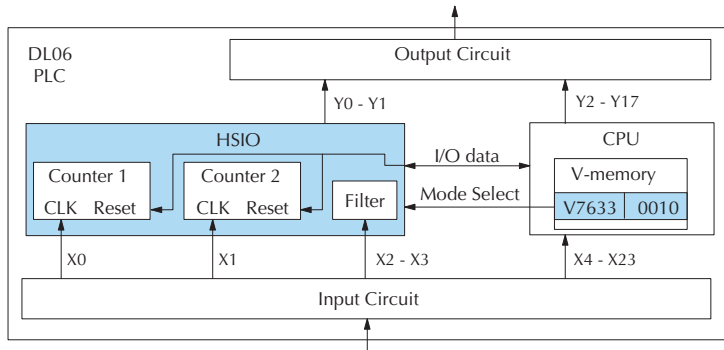 DL06
PLC
Output Circuit
Y0 - Y1
Y2 - Y17
HSIO
CPU
I/O data
Counter 1
CLK Reset
Counter 2
CLK Reset
Filter
Mode Select
V-memory
V7633 0010
X0
X1
X2 - X3
X4 - X23
Input Circuit